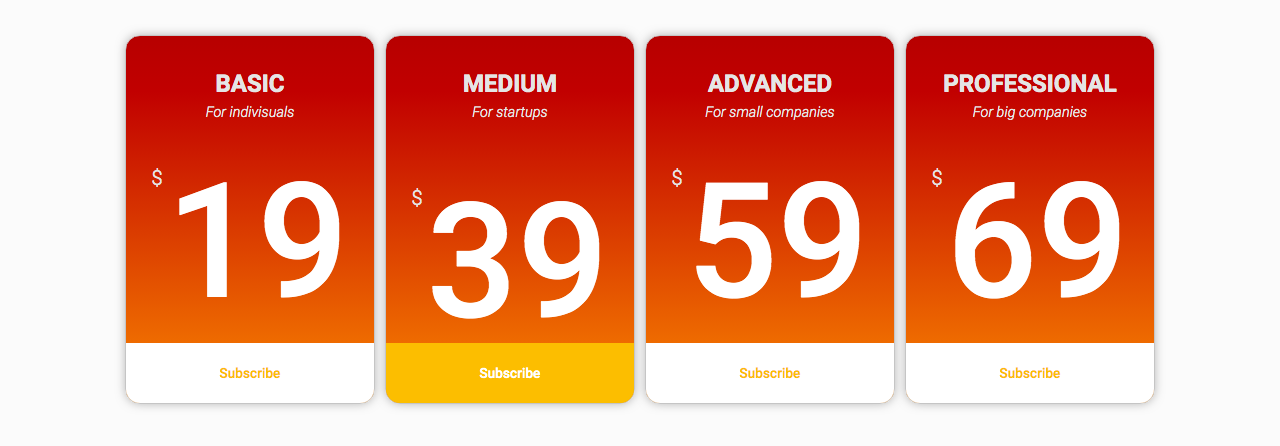 BASIC
For indivisuals
$
19
Subscribe
MEDIUM
For startups
$
39
Subscribe
ADVANCED
For small companies
$
59
Subscribe
PROFESSIONAL
For big companies
$
69
Subscribe